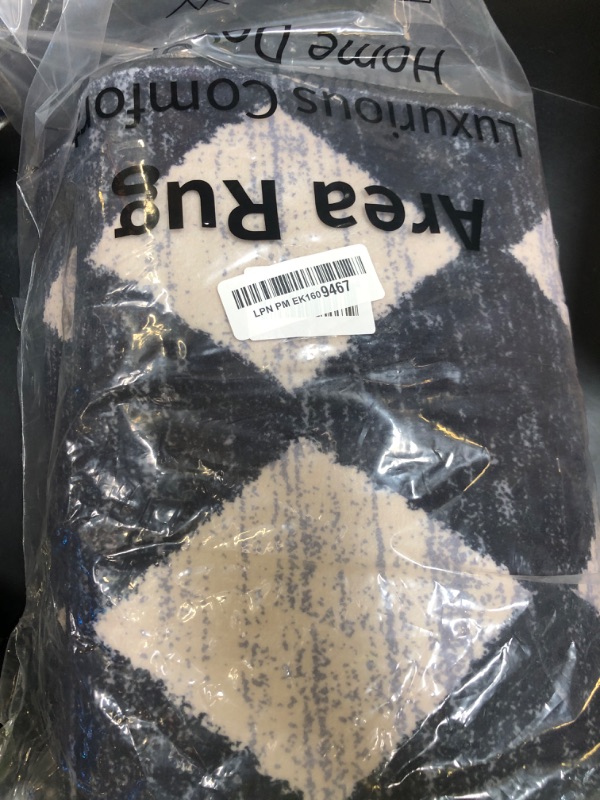 Area Rug
Luxurious Comfort
Home
LPN PM EK1609467